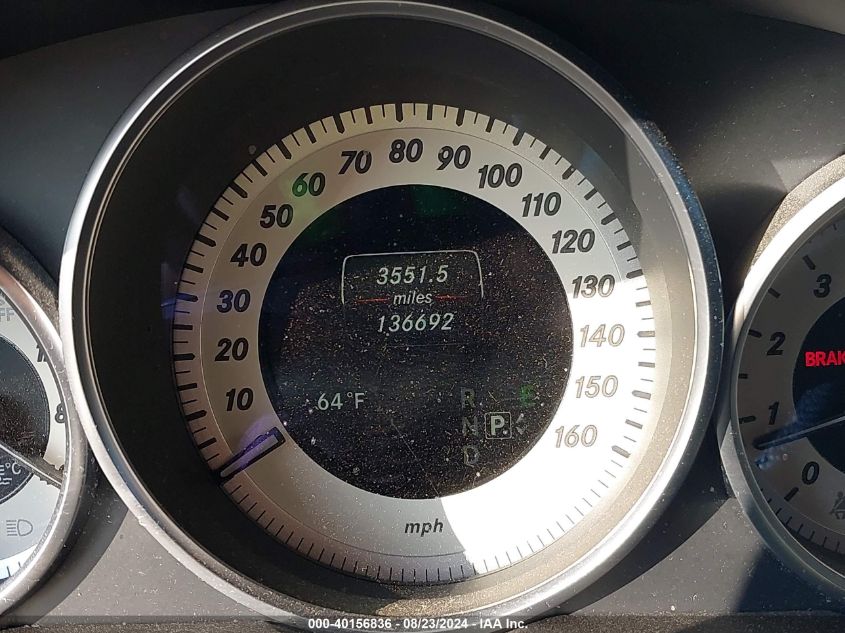 10 20 30 40 50 60 70 80 90 100 110 120 130 140 150 160
3551.5
miles
136692
64°F
R E
N P
D
mph
3
2
1
0
BRAK
8
°C
000-40156836 - 08/23/2024 - IAA Inc.